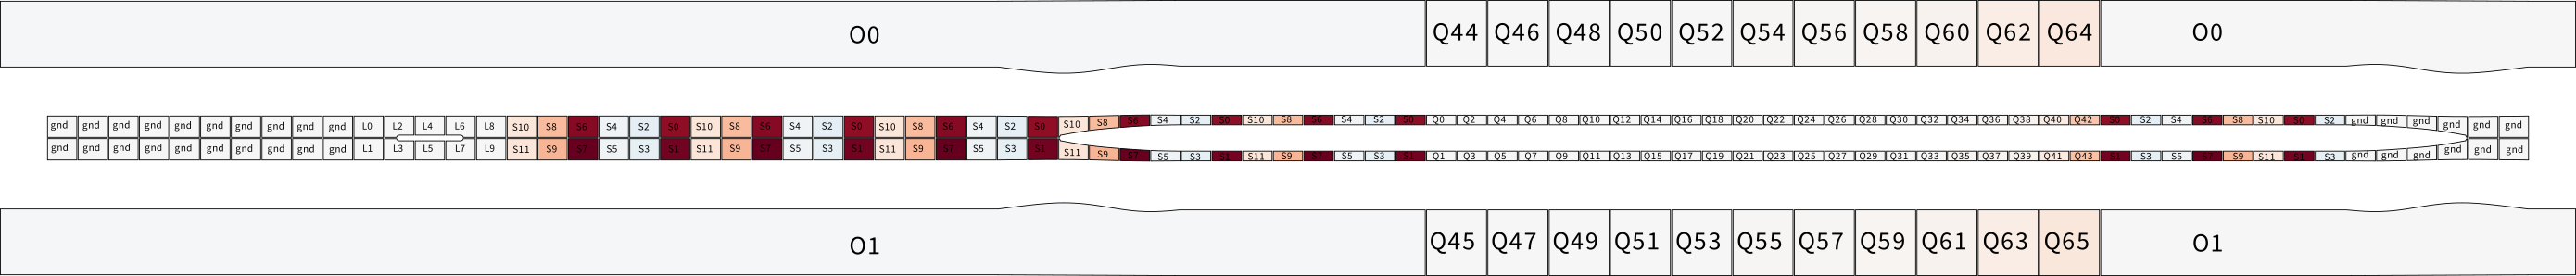 O0 Q44 Q46 Q48 Q50 Q52 Q54 Q56 Q58 Q60 Q62 Q64 O0
gnd gnd gnd gnd gnd gnd gnd gnd gnd gnd L0 L2 L4 L6 L8 S10 S8 S6 S4 S2 S0 S10 S8 S6 S4 S2 S0 S10 S8 S6 S4 S2 S0 S10 S8 S6 S4 S2 S0 S10 S8 S6 S4 S2 S0 Q0 Q2 Q4 Q6 Q8 Q10 Q12 Q14 Q16 Q18 Q20 Q22 Q24 Q26 Q28 Q30 Q32 Q34 Q36 Q38 Q40 Q42 S0 S2 S4 S6 S8 S10 S0 S2 gnd gnd gnd gnd gnd gnd
gnd gnd gnd gnd gnd gnd gnd gnd gnd gnd L1 L3 L5 L7 L9 S11 S9 S7 S5 S3 S1 S11 S9 S7 S5 S3 S1 S11 S9 S7 S5 S3 S1 S11 S9 S7 S5 S3 S1 S11 S9 S7 S5 S3 S1 Q1 Q3 Q5 Q7 Q9 Q11 Q13 Q15 Q17 Q19 Q21 Q23 Q25 Q27 Q29 Q31 Q33 Q35 Q37 Q39 Q41 Q43 S1 S3 S5 S7 S9 S11 S1 S3 gnd gnd gnd gnd gnd gnd
O1 Q45 Q47 Q49 Q51 Q53 Q55 Q57 Q59 Q61 Q63 Q65 O1